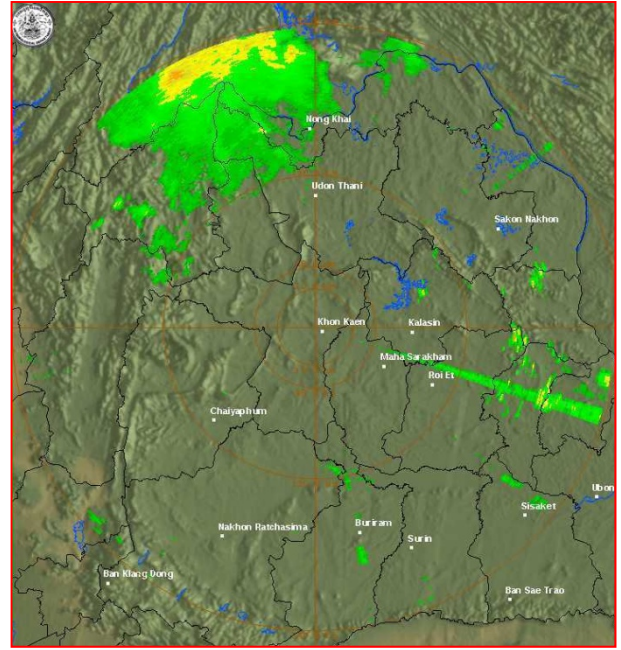 Nong Khai
Udon Thani
Sakon Nakhon
Khon Kaen
Kalasin
Maha Sarakham
Roi Et
Chaiyaphum
Ubon
Sisaket
Nakhon Ratchasima
Buriram
Surin
Ban Klang Dong
Ban Sae Trao